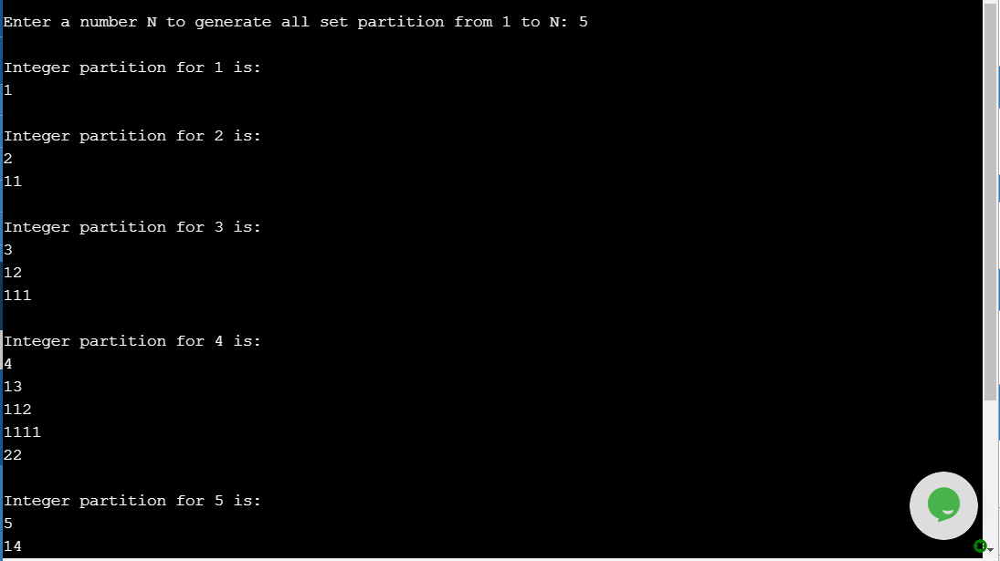 Enter a number N to generate all set partition from 1 to N: 5
Integer partition for 1 is:
1
Integer partition for 2 is:
2
11
Integer partition for 3 is:
3
12
111
Integer partition for 4 is:
4
13
112
1111
22
Integer partition for 5 is:
5
14